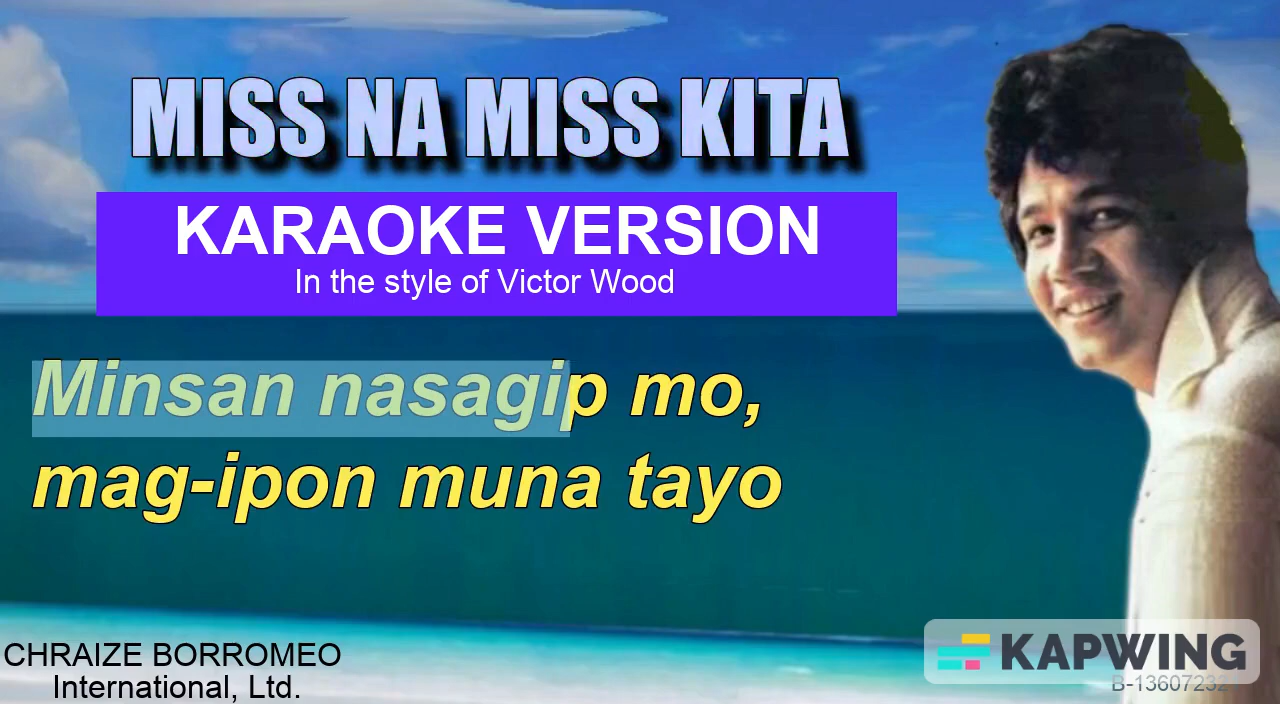 MISS NA MISS KITA
KARAOKE VERSION
In the style of Victor Wood
Minsan nasagip mo,
mag-ipon muna tayo
CHRAIZE BORROMEO
International, Ltd.
KAPWING
B-13607232